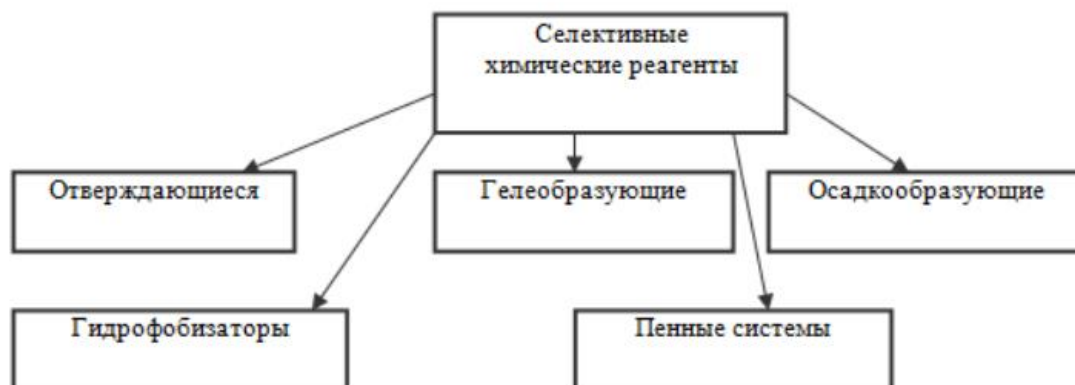 Селективные
химические реагенты
Отверждающиеся
Гелеобразующие
Осадкообразующие
Гидрофобизаторы
Пенные системы